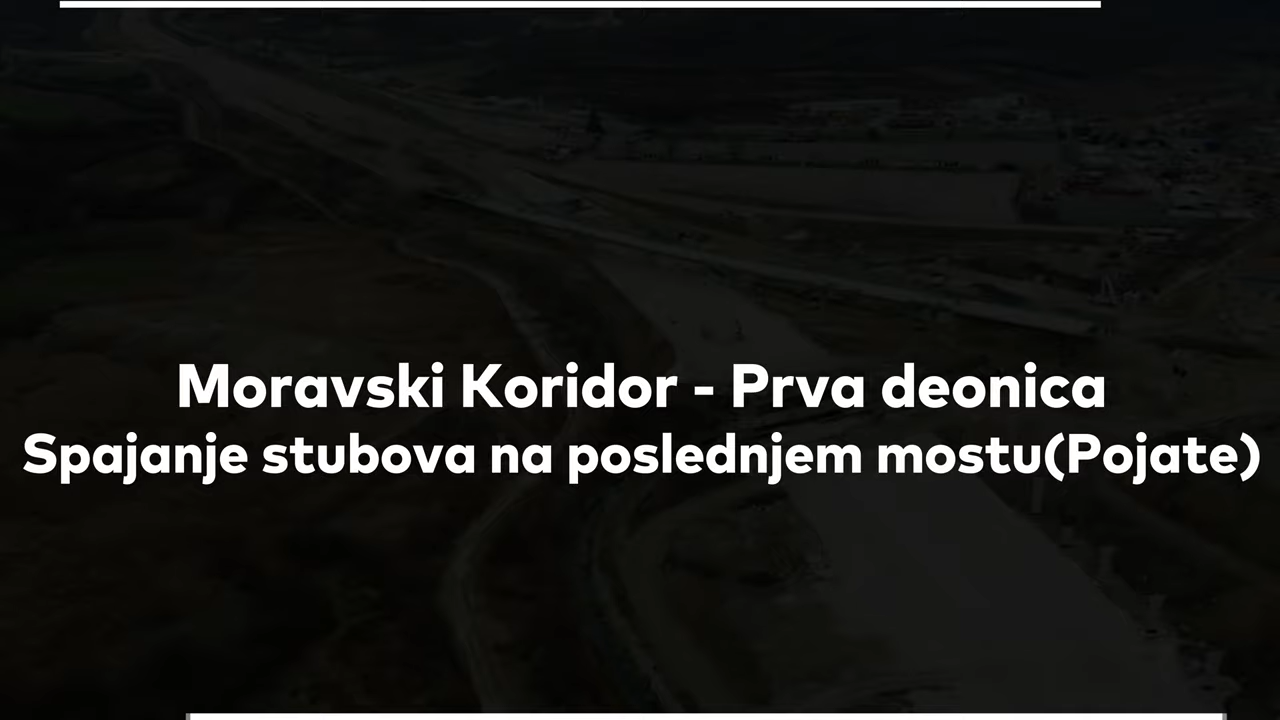 Moravski Koridor - Prva deonica
Spajanje stubova na poslednjem mostu(Pojate)